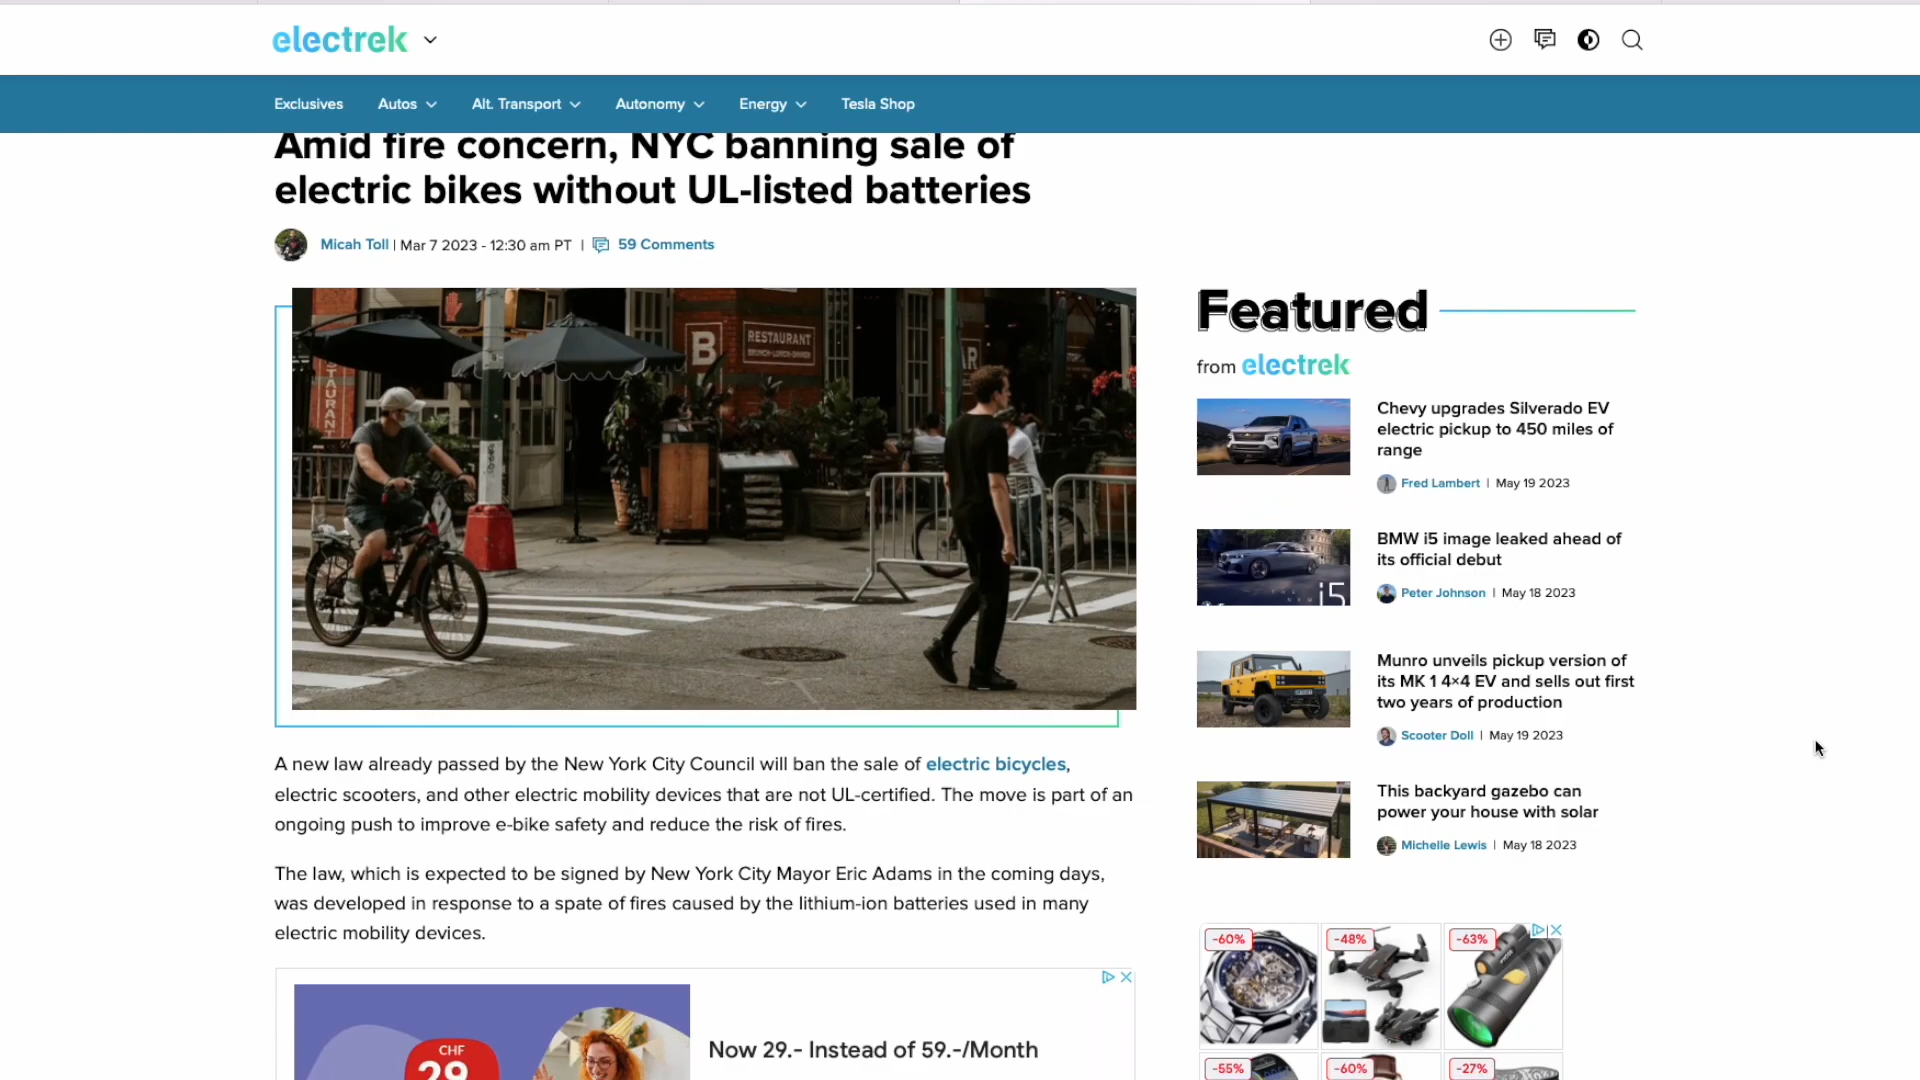 electrek
Exclusives Autos Alt. Transport Autonomy Energy Tesla Shop
Amid fire concern, NYC banning sale of
electric bikes without UL-listed batteries
Micah Toll | Mar 7 2023 - 12:30 am PT | 59 Comments
B
RESTAURANT
BRUNCH-LUNCH-DINNER
AR
STAURANT
A new law already passed by the New York City Council will ban the sale of electric bicycles,
electric scooters, and other electric mobility devices that are not UL-certified. The move is part of an
ongoing push to improve e-bike safety and reduce the risk of fires.
The law, which is expected to be signed by New York City Mayor Eric Adams in the coming days,
was developed in response to a spate of fires caused by the lithium-ion batteries used in many
electric mobility devices.
CHF
29
Now 29.- Instead of 59.-/Month
Featured
from electrek
Chevy upgrades Silverado EV
electric pickup to 450 miles of
range
Fred Lambert | May 19 2023
BMW i5 image leaked ahead of
its official debut
Peter Johnson | May 18 2023
i5
Munro unveils pickup version of
its MK 1 4×4 EV and sells out first
two years of production
Scooter Doll | May 19 2023
This backyard gazebo can
power your house with solar
Michelle Lewis | May 18 2023
-60% -48% -63%
-55% -60% -27%